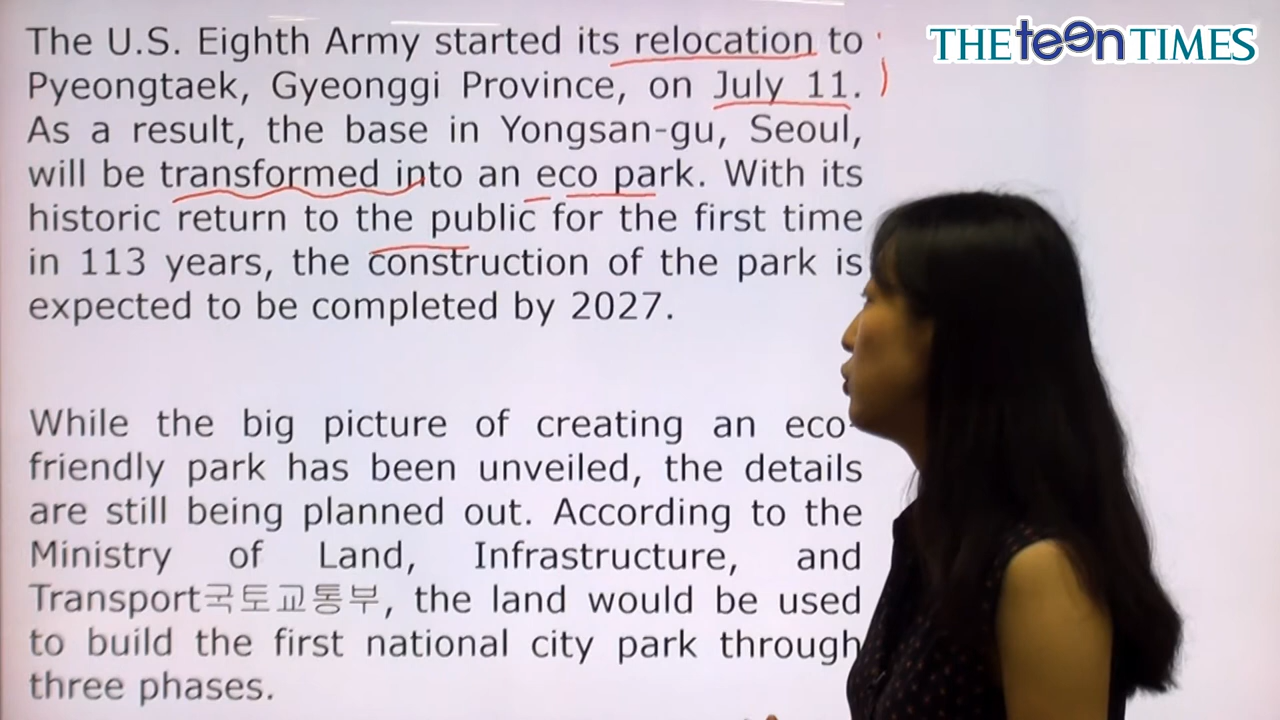 THE teen TIMES
The U.S. Eighth Army started its relocation to
Pyeongtaek, Gyeonggi Province, on July 11.
As a result, the base in Yongsan-gu, Seoul,
will be transformed into an eco park. With its
historic return to the public for the first time
in 113 years, the construction of the park is
expected to be completed by 2027.
While the big picture of creating an eco-
friendly park has been unveiled, the details
are still being planned out. According to the
Ministry of Land, Infrastructure, and
Transport국토교통부, the land would be used
to build the first national city park through
three phases.